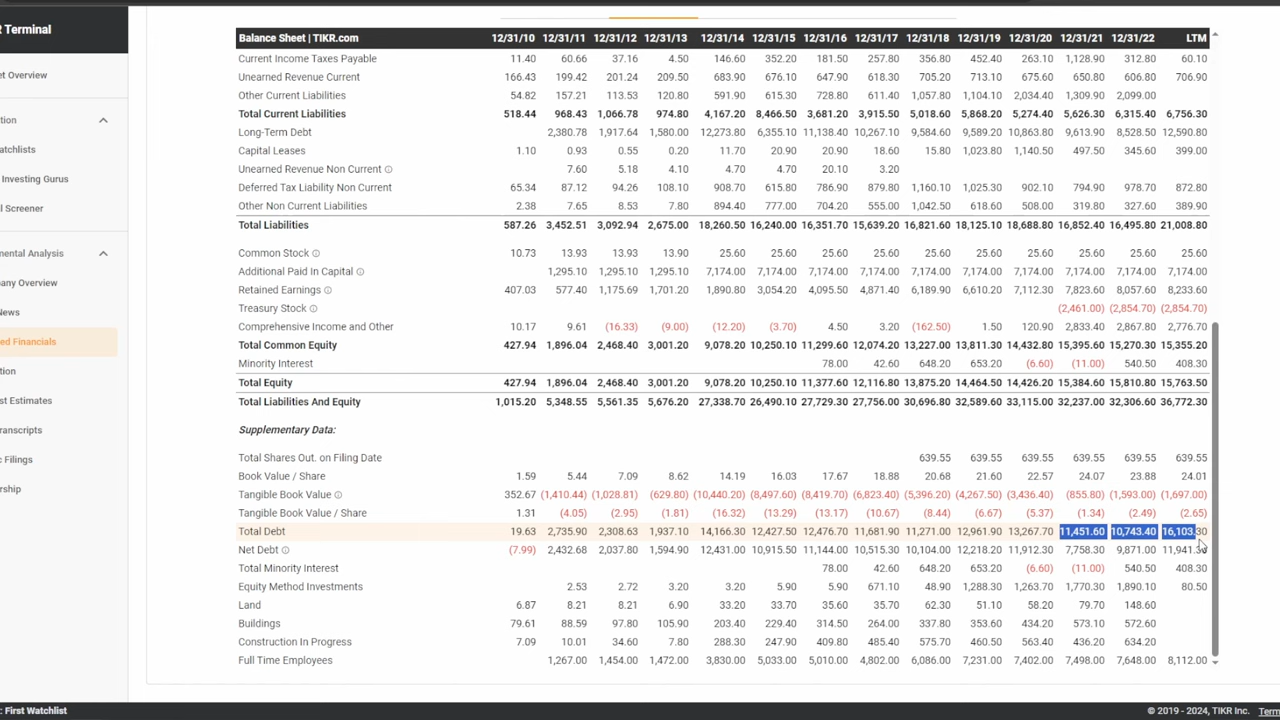 R Terminal
et Overview
tion
Vatchlists
Investing Gurus
l Screener
mental Analysis
any Overview
News
ed Financials
tion
st Estimates
ranscripts
c Filings
rship
Balance Sheet | TIKR.com 12/31/10 12/31/11 12/31/12 12/31/13 12/31/14 12/31/15 12/31/16 12/31/17 12/31/18 12/31/19 12/31/20 12/31/21 12/31/22 LTM
Current Income Taxes Payable 11.40 60.66 37.16 4.50 146.60 352.20 181.50 257.80 356.80 452.40 263.10 1,128.90 312.80 60.10
Unearned Revenue Current 166.43 199.42 201.24 209.50 683.90 676.10 647.90 618.30 705.20 713.10 675.60 650.80 606.80 706.90
Other Current Liabilities 54.82 157.21 113.53 120.80 591.90 615.30 728.80 611.40 1,057.80 1,104.10 2,034.40 1,309.90 2,099.00
Total Current Liabilities 518.44 968.43 1,066.78 974.80 4,167.20 8,466.50 3,681.20 3,915.50 5,018.60 5,868.20 5,274.40 5,626.30 6,315.40 6,756.30
Long-Term Debt 2,380.78 1,917.64 1,580.00 12,273.80 6,355.10 11,138.40 10,267.10 9,584.60 9,589.20 10,863.80 9,613.90 8,528.50 12,590.80
Capital Leases 1.10 0.93 0.55 0.20 11.70 20.90 20.90 18.60 15.80 1,023.80 1,140.50 497.50 345.60 399.00
Unearned Revenue Non Current 7.60 5.18 4.10 4.70 4.70 20.10 3.20
Deferred Tax Liability Non Current 65.34 87.12 94.26 108.10 908.70 615.80 786.90 879.80 1,160.10 1,025.30 902.10 794.90 978.70 872.80
Other Non Current Liabilities 2.38 7.65 8.53 7.80 894.40 777.00 704.20 555.00 1,042.50 618.60 508.00 319.80 327.60 389.90
Total Liabilities 587.26 3,452.51 3,092.94 2,675.00 18,260.50 16,240.00 16,351.70 15,639.20 16,821.60 18,125.10 18,688.80 16,852.40 16,495.80 21,008.80
Common Stock 10.73 13.93 13.93 13.90 25.60 25.60 25.60 25.60 25.60 25.60 25.60 25.60 25.60 25.60
Additional Paid In Capital 1,295.10 1,295.10 1,295.10 7,174.00 7,174.00 7,174.00 7,174.00 7,174.00 7,174.00 7,174.00 7,174.00 7,174.00 7,174.00
Retained Earnings 407.03 577.40 1,175.69 1,701.20 1,890.80 3,054.20 4,095.50 4,871.40 6,189.90 6,610.20 7,112.30 7,823.60 8,057.60 8,233.60
Treasury Stock (2,461.00) (2,854.70) (2,854.70)
Comprehensive Income and Other 10.17 9.61 (16.33) (9.00) (12.20) (3.70) 4.50 3.20 (162.50) 1.50 120.90 2,833.40 2,867.80 2,776.70
Total Common Equity 427.94 1,896.04 2,468.40 3,001.20 9,078.20 10,250.10 11,299.60 12,074.20 13,227.00 13,811.30 14,432.80 15,395.60 15,270.30 15,355.20
Minority Interest 78.00 42.60 648.20 653.20 (6.60) (11.00) 540.50 408.30
Total Equity 427.94 1,896.04 2,468.40 3,001.20 9,078.20 10,250.10 11,377.60 12,116.80 13,875.20 14,464.50 14,426.20 15,384.60 15,810.80 15,763.50
Total Liabilities And Equity 1,015.20 5,348.55 5,561.35 5,676.20 27,338.70 26,490.10 27,729.30 27,756.00 30,696.80 32,589.60 33,115.00 32,237.00 32,306.60 36,772.30
Supplementary Data:
Total Shares Out. on Filing Date 639.55 639.55 639.55 639.55 639.55 639.55
Book Value / Share 1.59 5.44 7.09 8.62 14.19 16.03 17.67 18.88 20.68 21.60 22.57 24.07 23.88 24.01
Tangible Book Value 352.67 (1,410.44) (1,028.81) (629.80) (10,440.20) (8,497.60) (8,419.70) (6,823.40) (5,396.20) (4,267.50) (3,436.40) (855.80) (1,593.00) (1,697.00)
Tangible Book Value / Share 1.31 (4.05) (2.95) (1.81) (16.32) (13.29) (13.17) (10.67) (8.44) (6.67) (5.37) (1.34) (2.49) (2.65)
Total Debt 19.63 2,735.90 2,308.63 1,937.10 14,166.30 12,427.50 12,476.70 11,681.90 11,271.00 12,961.90 13,267.70 11,451.60 10,743.40 16,103.30
Net Debt (7.99) 2,432.68 2,037.80 1,594.90 12,431.00 10,915.50 11,144.00 10,515.30 10,104.00 12,218.20 11,912.30 7,758.30 9,871.00 11,941.30
Total Minority Interest 78.00 42.60 648.20 653.20 (6.60) (11.00) 540.50 408.30
Equity Method Investments 2.53 2.72 3.20 3.20 5.90 5.90 671.10 48.90 1,288.30 1,263.70 1,770.30 1,890.10 80.50
Land 6.87 8.21 8.21 6.90 33.20 33.70 35.60 35.70 62.30 51.10 58.20 79.70 148.60
Buildings 79.61 88.59 97.80 105.90 203.40 229.40 314.50 264.00 337.80 353.60 434.20 573.10 572.60
Construction In Progress 7.09 10.01 34.60 7.80 288.30 247.90 409.80 485.40 575.70 460.50 563.40 436.20 634.20
Full Time Employees 1,267.00 1,454.00 1,472.00 3,830.00 5,033.00 5,010.00 4,802.00 6,086.00 7,231.00 7,402.00 7,498.00 7,648.00 8,112.00
: First Watchlist
© 2019 - 2024, TIKR Inc. Term